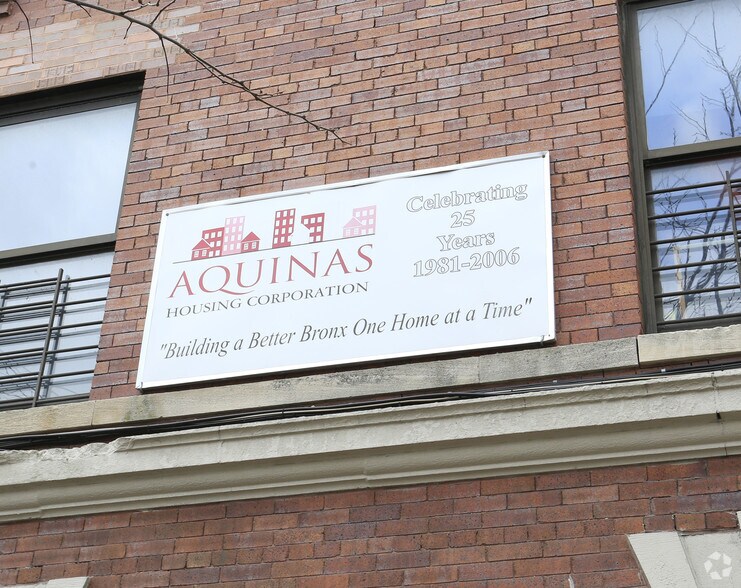 AQUINAS
HOUSING CORPORATION
Celebrating
25
Years
1981-2006
"Building a Better Bronx One Home at a Time"